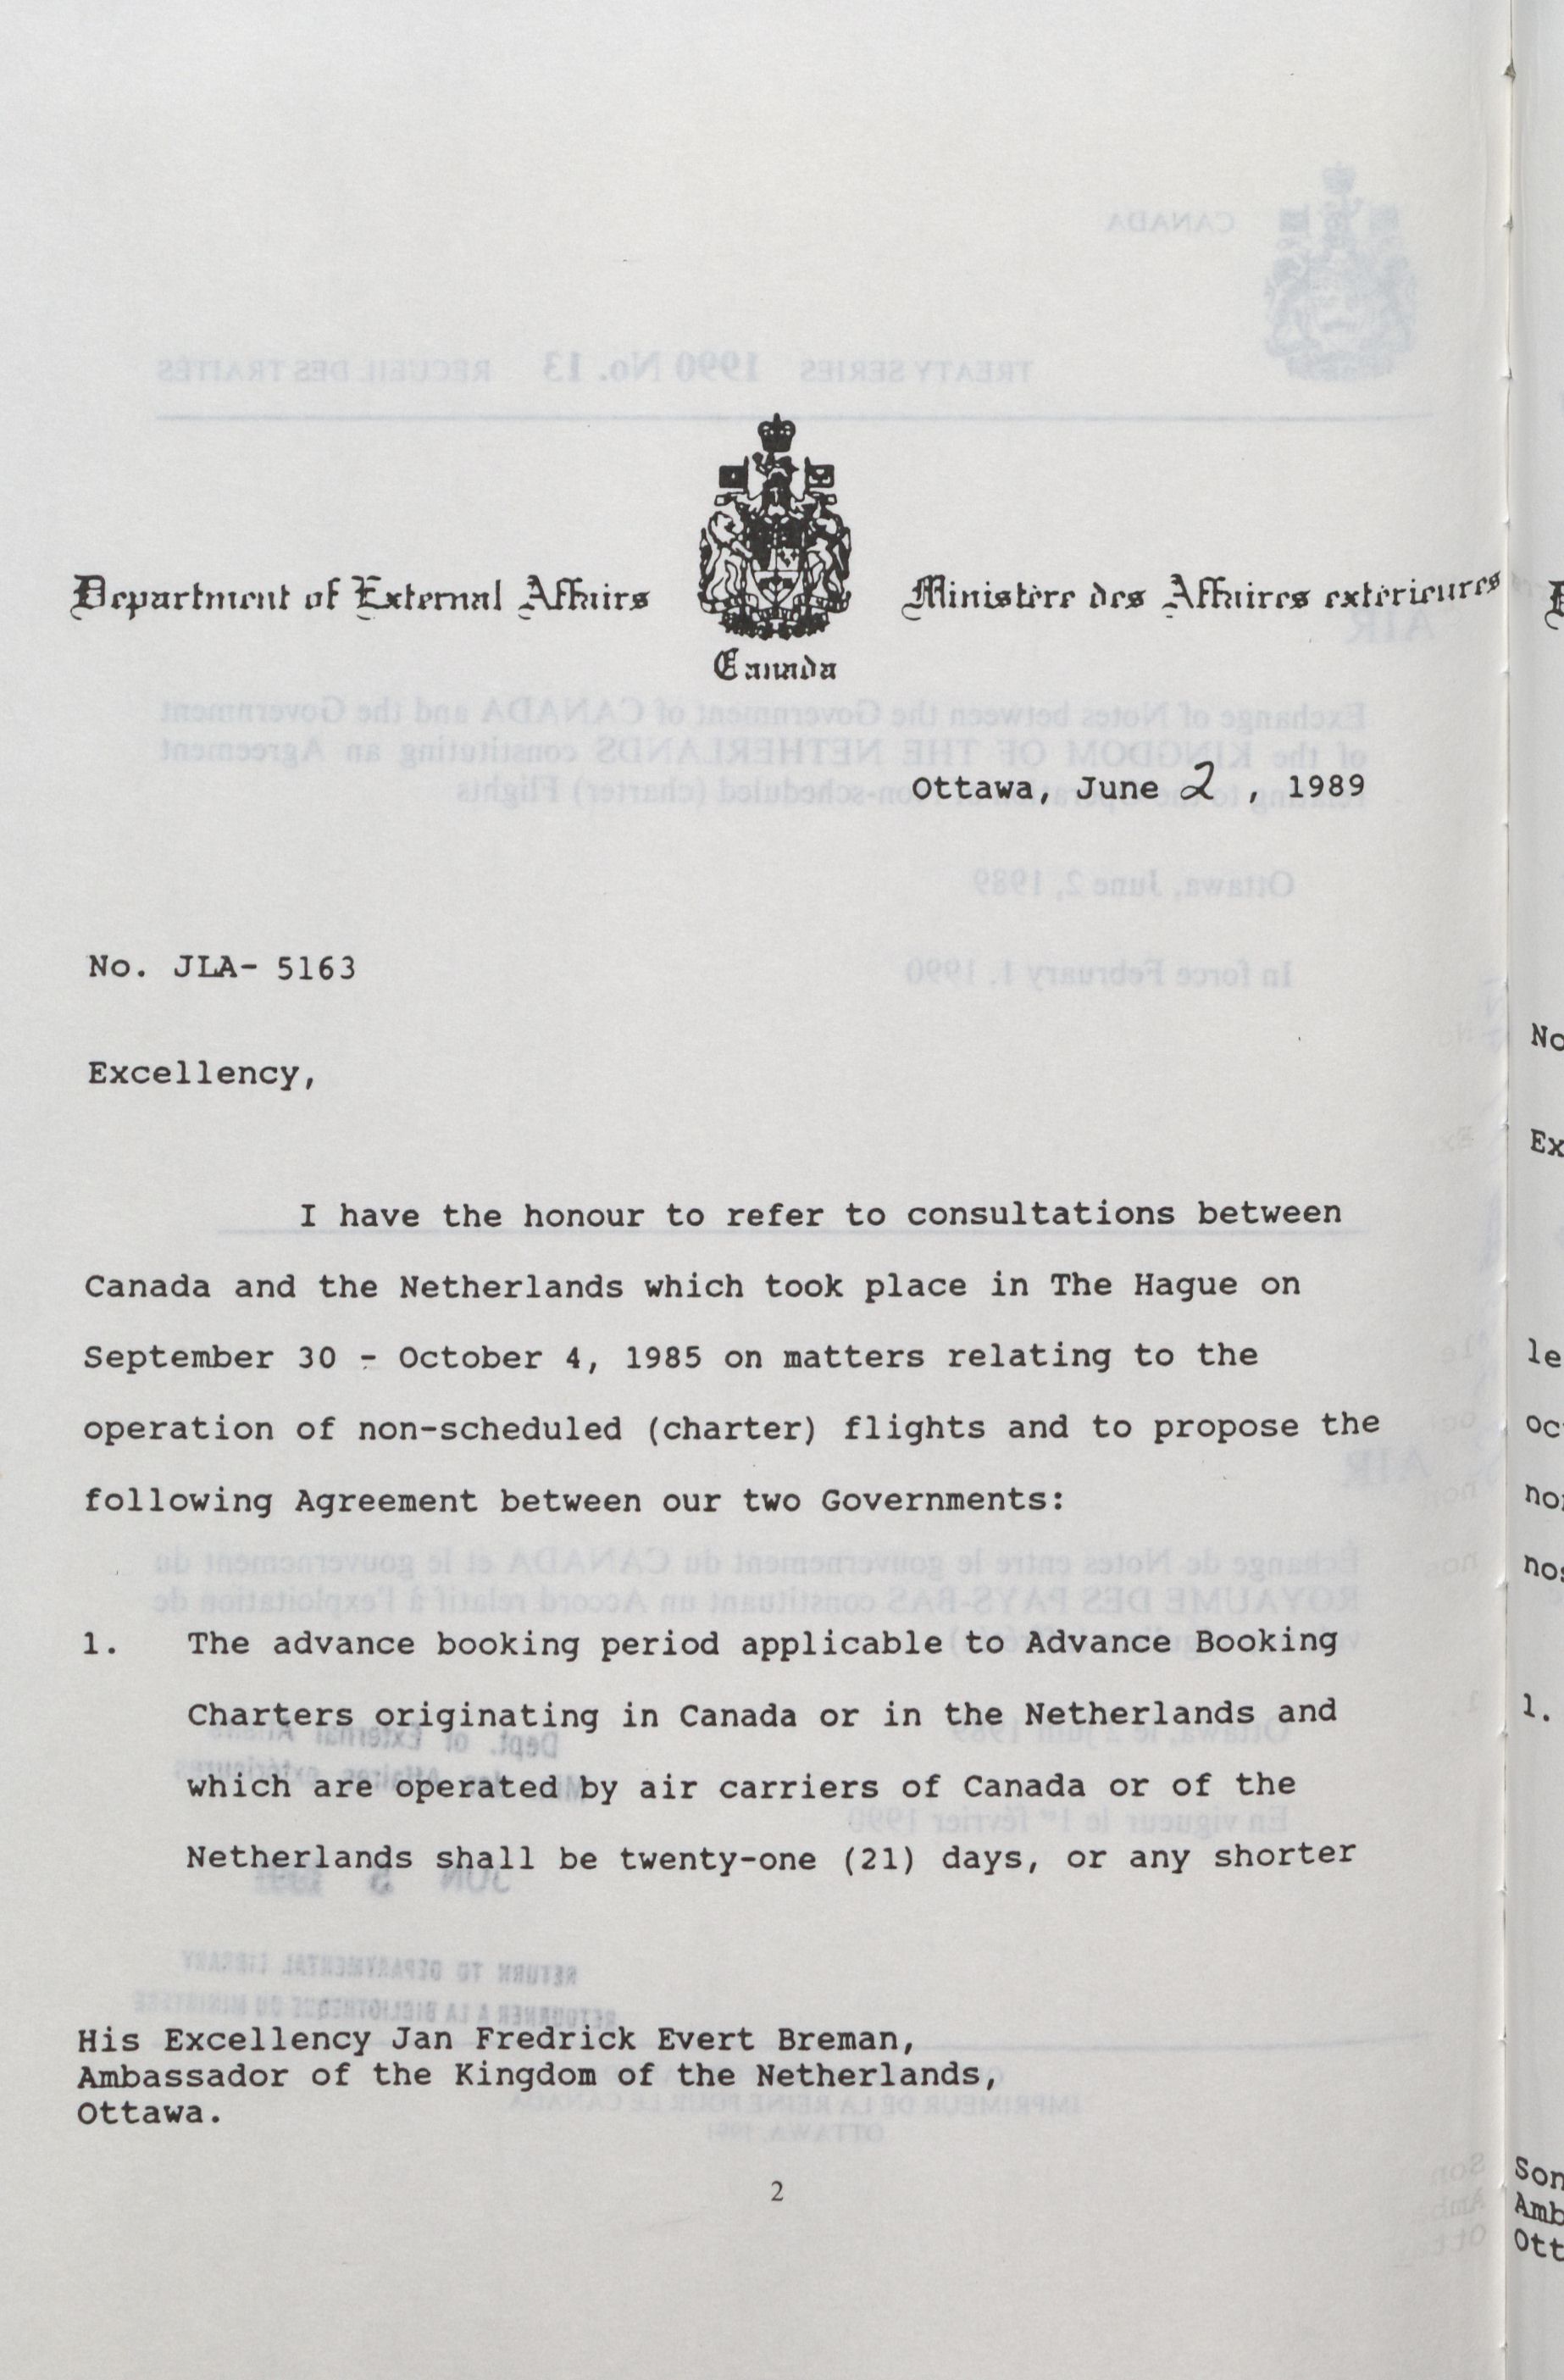 Department of External Affairs
Ministère des Affaires extérieures
Canada
Ottawa, June 2 , 1989
No. JLA- 5163
Excellency,
I have the honour to refer to consultations between
Canada and the Netherlands which took place in The Hague on
September 30 - October 4, 1985 on matters relating to the
operation of non-scheduled (charter) flights and to propose the
following Agreement between our two Governments:
1. The advance booking period applicable to Advance Booking
Charters originating in Canada or in the Netherlands and
which are operated by air carriers of Canada or of the
Netherlands shall be twenty-one (21) days, or any shorter
His Excellency Jan Fredrick Evert Breman,
Ambassador of the Kingdom of the Netherlands,
Ottawa.
2